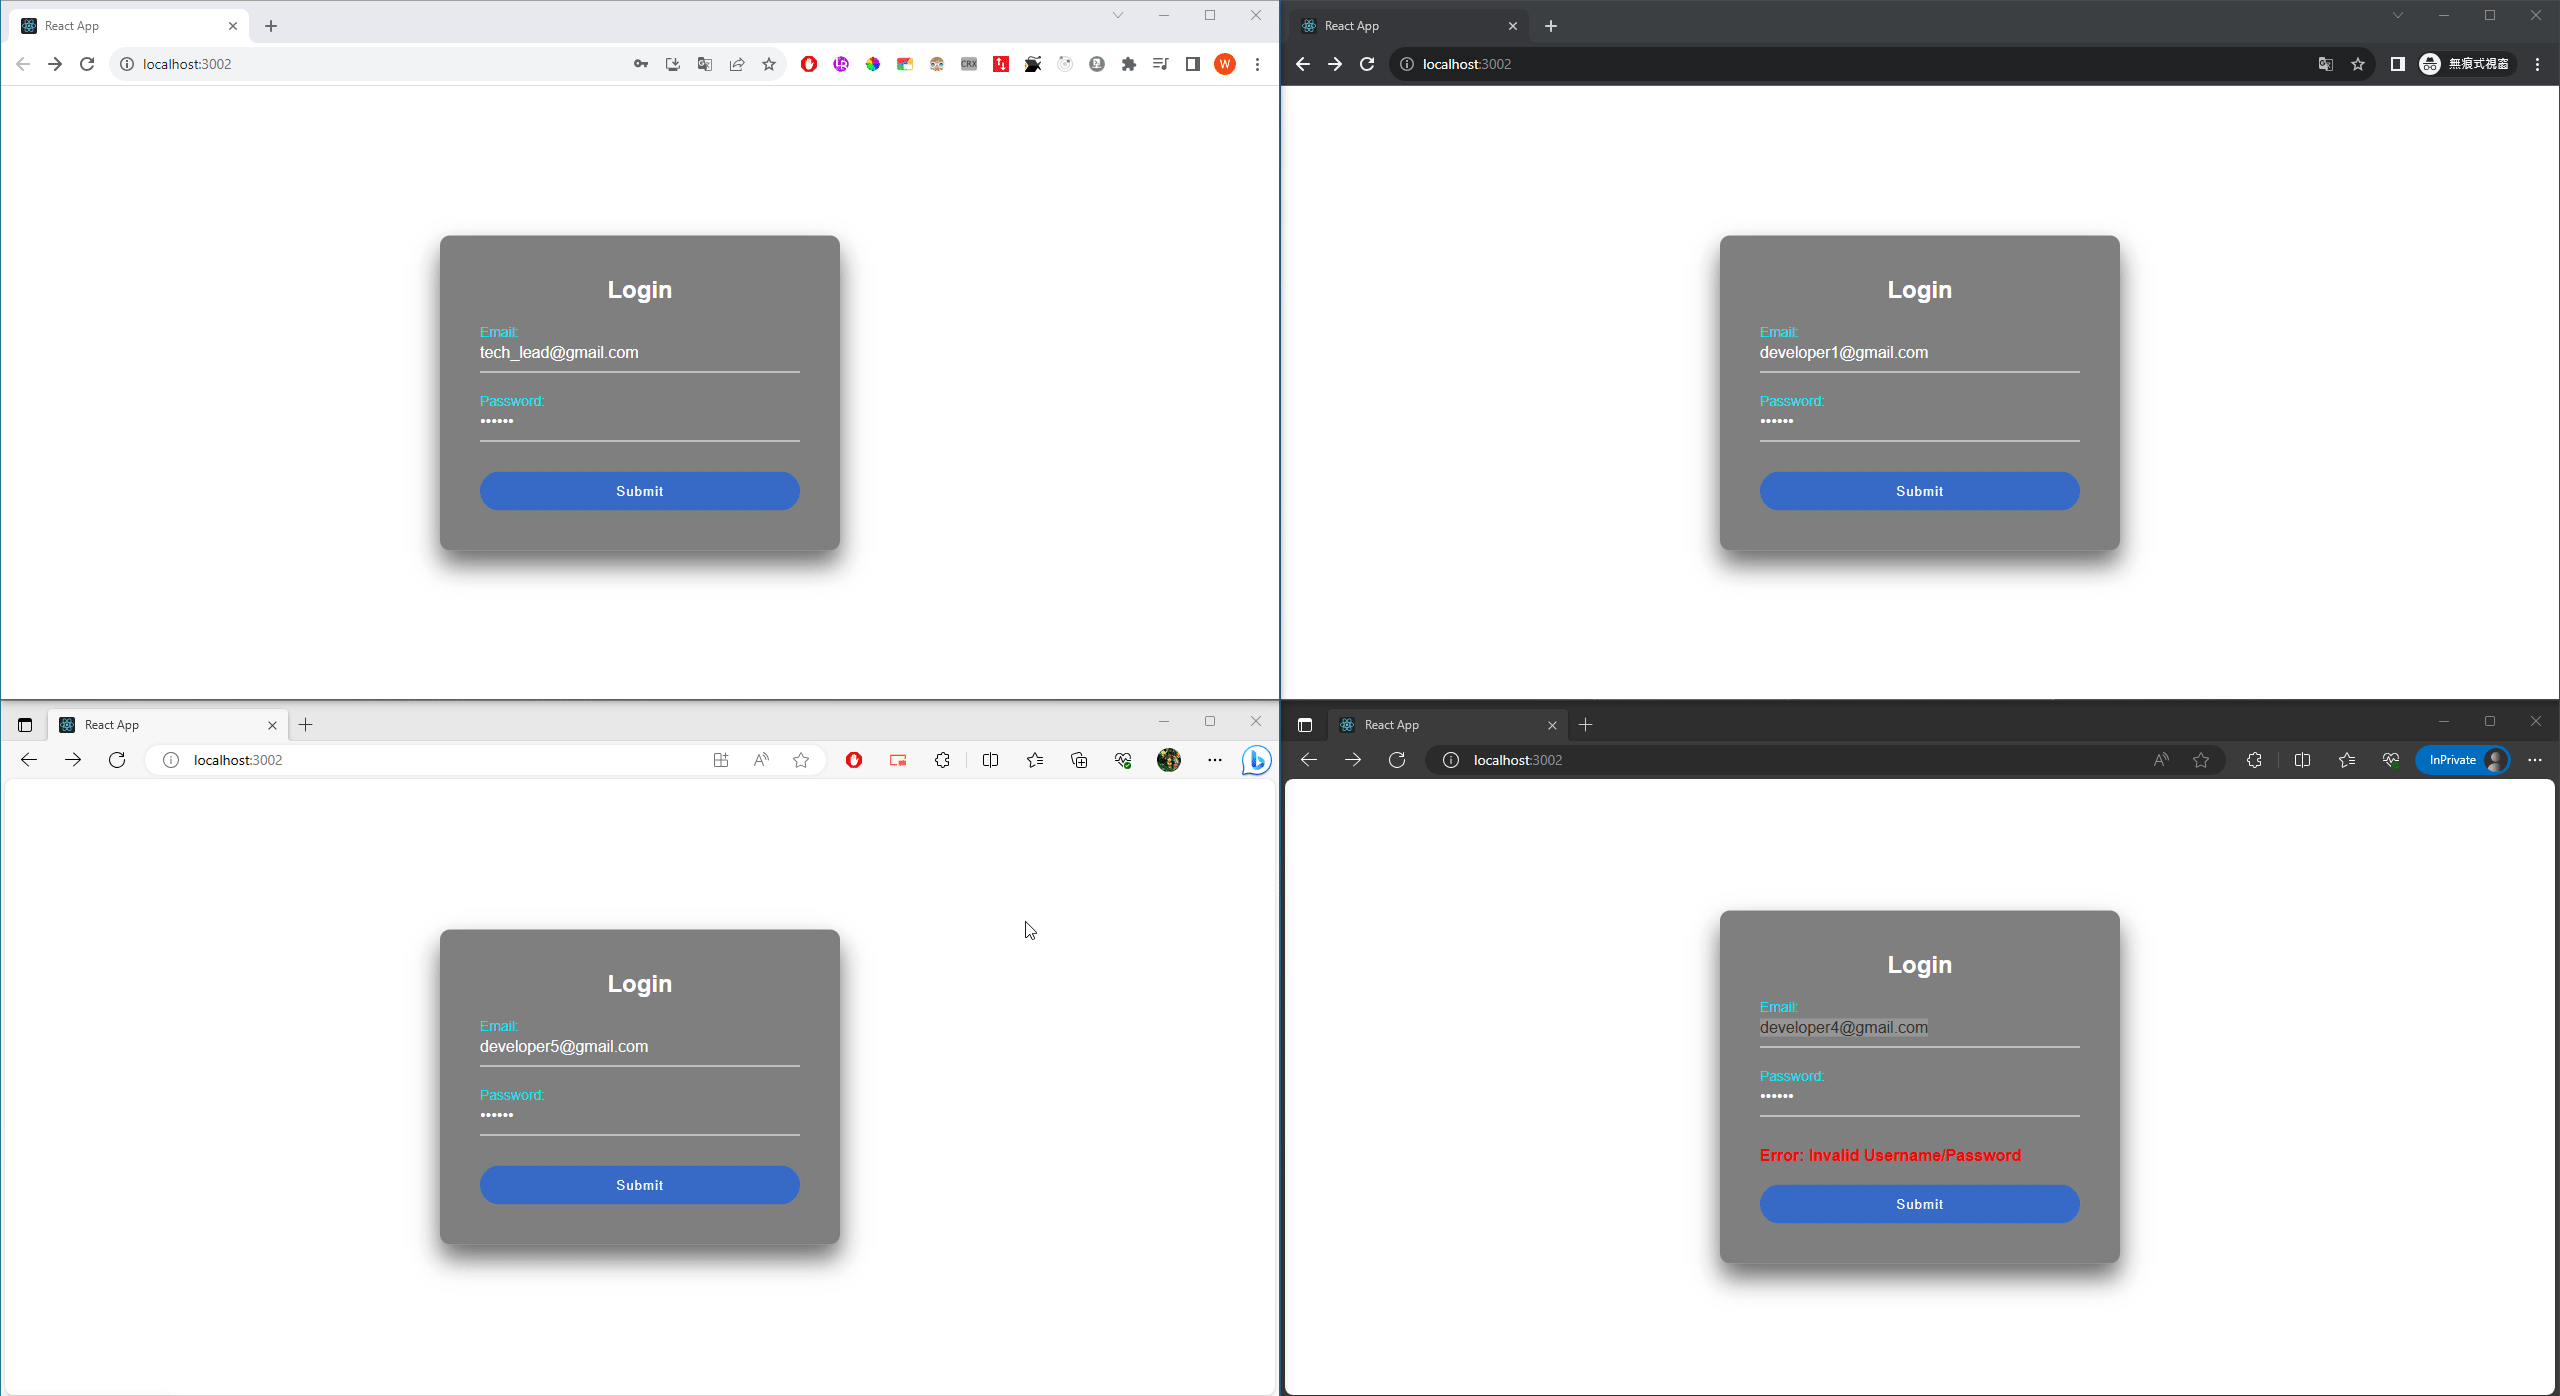 React App
localhost:3002
CRX
W
Login
Email:
tech_lead@gmail.com
Password:
••••••
Submit
React App
localhost:3002
無痕式視窗
Login
Email:
developer1@gmail.com
Password:
••••••
Submit
React App
localhost:3002
Login
Email:
developer5@gmail.com
Password:
••••••
Submit
React App
localhost:3002
InPrivate
Login
Email:
developer4@gmail.com
Password:
••••••
Error: Invalid Username/Password
Submit